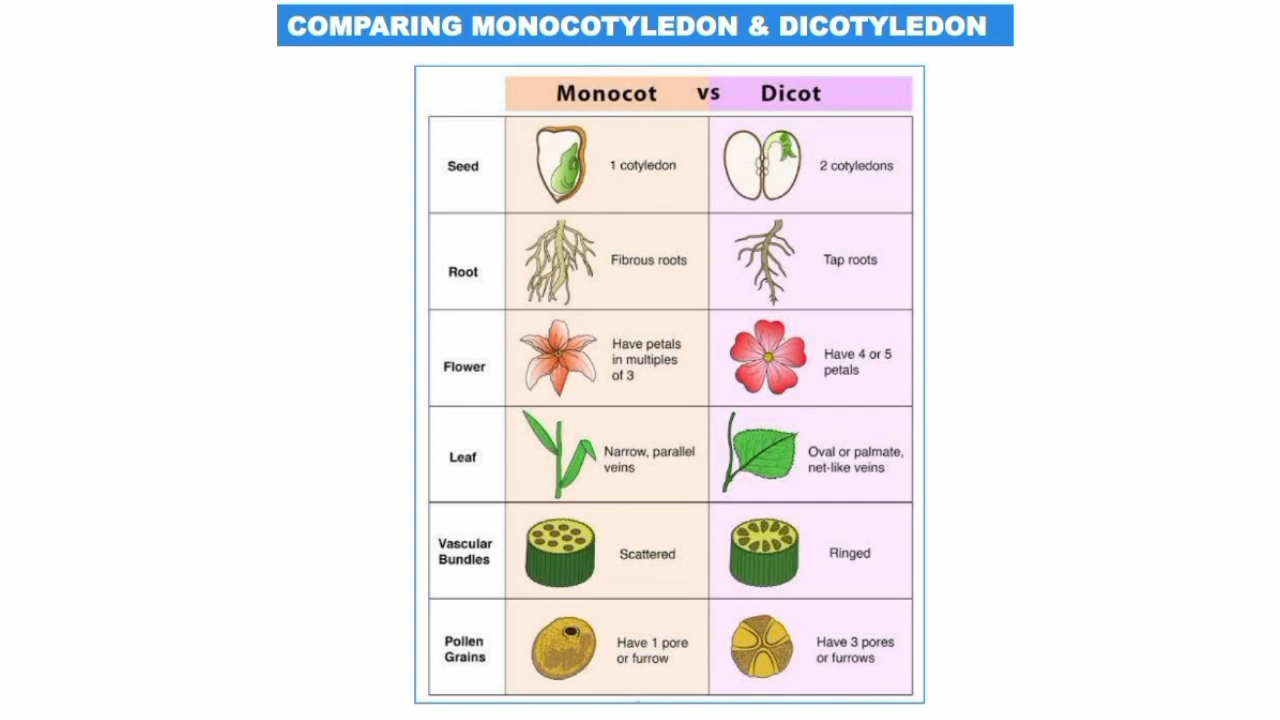 COMPARING MONOCOTYLEDON & DICOTYLEDON
Monocot vs Dicot
Seed
1 cotyledon
2 cotyledons
Root
Fibrous roots
Tap roots
Flower
Have petals
in multiples
of 3
Have 4 or 5
petals
Leaf
Narrow, parallel
veins
Oval or palmate,
net-like veins
Vascular
Bundles
Scattered
Ringed
Pollen
Grains
Have 1 pore
or furrow
Have 3 pores
or furrows